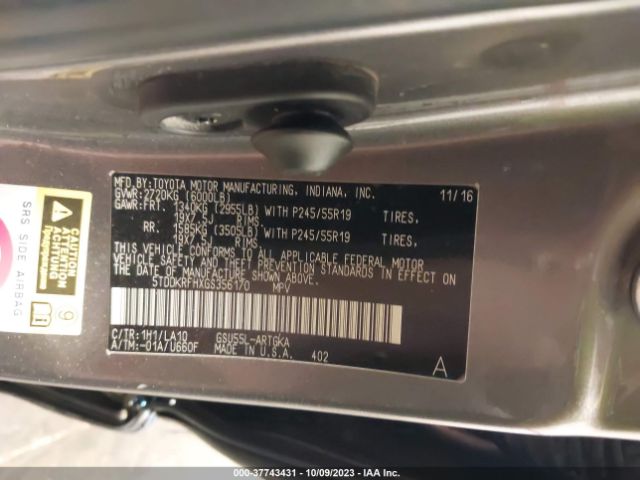 MFD.BY:TOYOTA MOTOR MANUFACTURING, INDIANA, INC. 11/16
GVWR:2720KG (6000LB)
GAWR:FRT. 1340KG (2955LB) WITH P245/55R19 TIRES,
19X7.5J RIMS
RR. 1585KG (3505LB) WITH P245/55R19 TIRES,
19X7.5J RIMS
THIS VEHICLE CONFORMS TO ALL APPLICABLE FEDERAL MOTOR
VEHICLE SAFETY AND THEFT PREVENTION STANDARDS IN EFFECT ON
THE DATE OF MANUFACTURE SHOWN ABOVE.
5TDDKRFHXGS356170 MPV
C/TR:1H1/LA10 GSU55L-ARTGKA
A/TM:-01A/U660F MADE IN U.S.A. 402
A
SRS SIDE AIRBAG
CAUTION
ACHTUNG
9
000-37743431 - 10/09/2023 - IAA Inc.